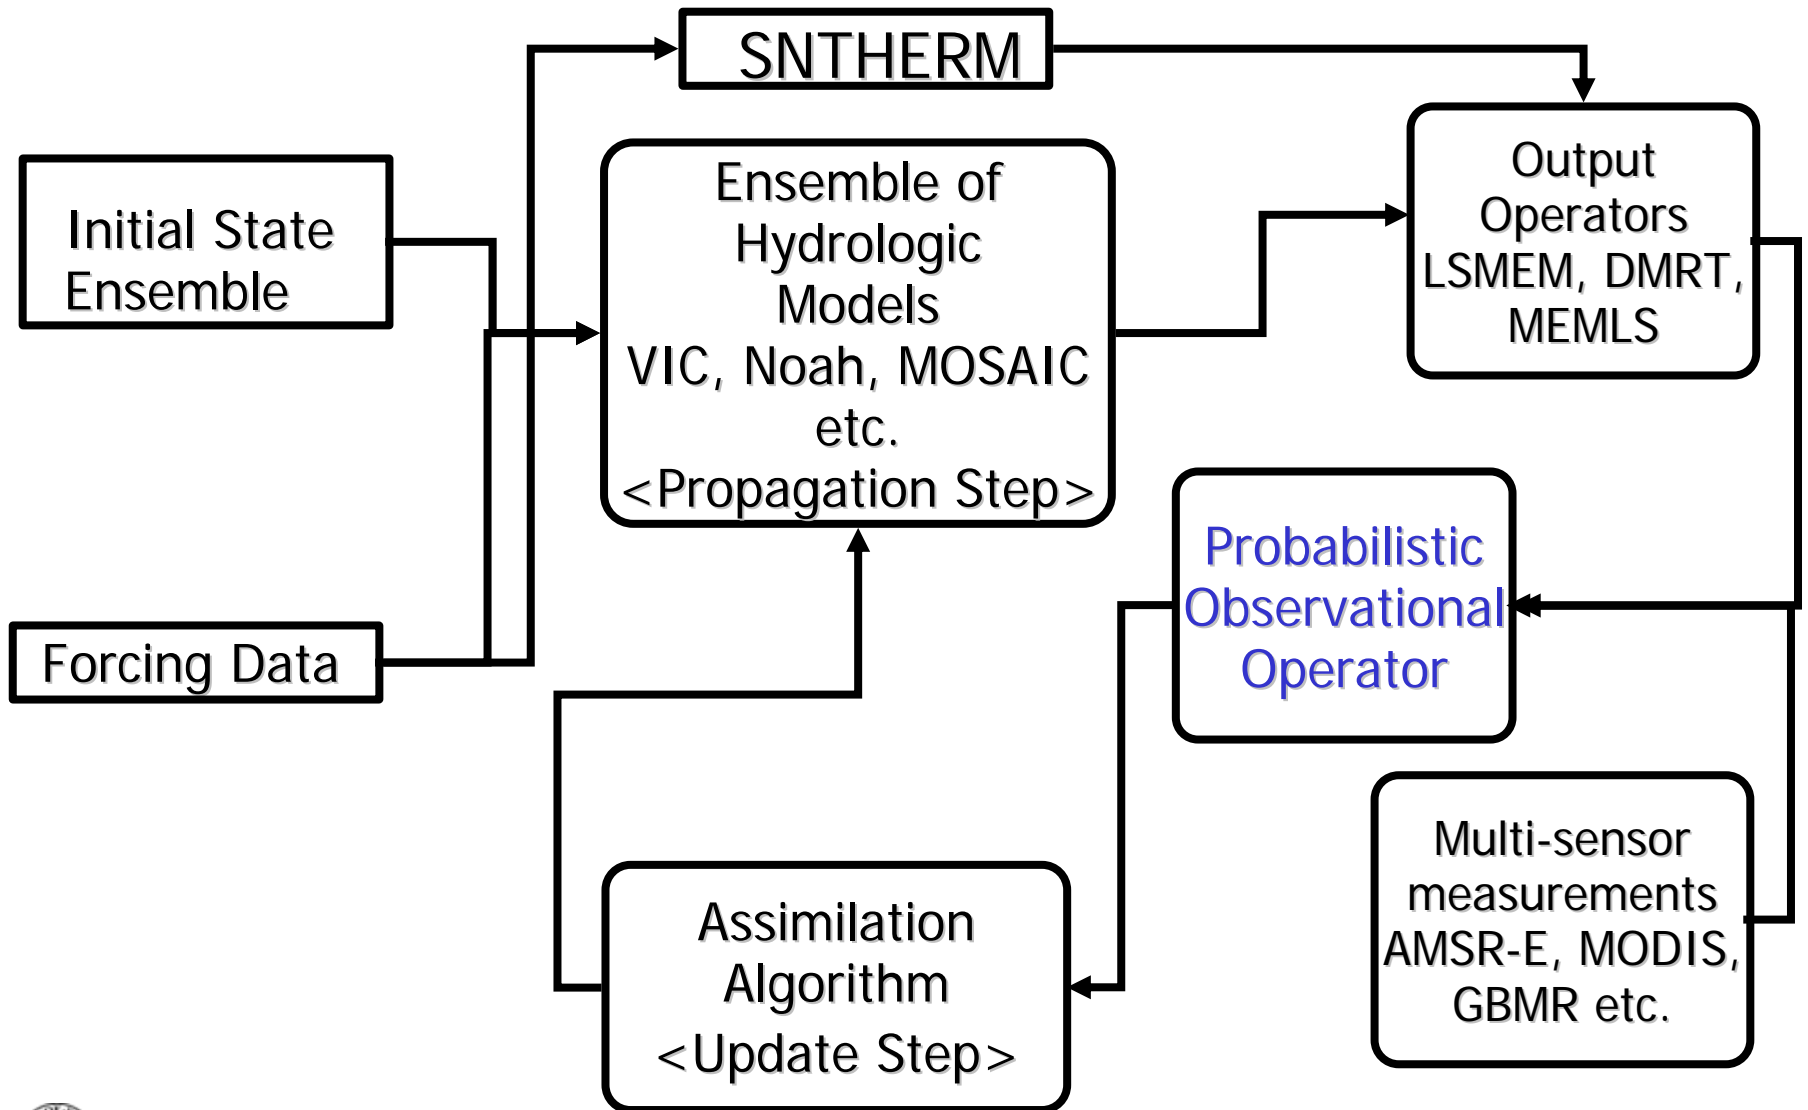 SNTHERM
Initial State
Ensemble
Ensemble of
Hydrologic
Models
VIC, Noah, MOSAIC
etc.
<Propagation Step>
Output
Operators
LSMEM, DMRT,
MEMLS
Forcing Data
Probabilistic
Observational
Operator
Multi-sensor
measurements
AMSR-E, MODIS,
GBMR etc.
Assimilation
Algorithm
<Update Step>